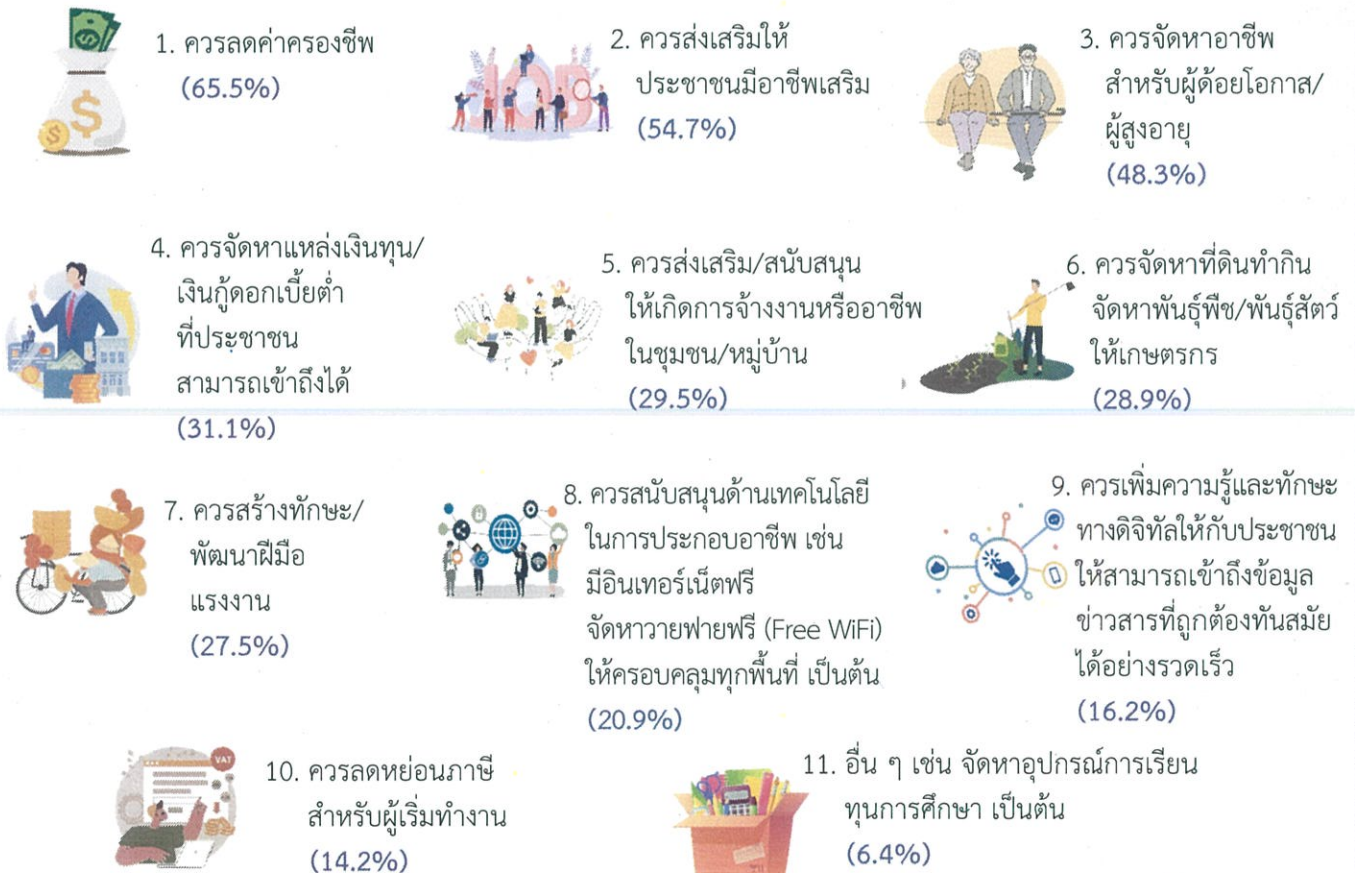 1. ควรลดค่าครองชีพ
(65.5%)
JOB
2. ควรส่งเสริมให้
ประชาชนมีอาชีพเสริม
(54.7%)
3. ควรจัดหาอาชีพ
สำหรับผู้ด้อยโอกาส/
ผู้สูงอายุ
(48.3%)
4. ควรจัดหาแหล่งเงินทุน/
เงินกู้ดอกเบี้ยต่ำ
ที่ประชาชน
สามารถเข้าถึงได้
(31.1%)
5. ควรส่งเสริม/สนับสนุน
ให้เกิดการจ้างงานหรืออาชีพ
ในชุมชน/หมู่บ้าน
(29.5%)
6. ควรจัดหาที่ดินทำกิน
จัดหาพันธุ์พืช/พันธุ์สัตว์
ให้เกษตรกร
(28.9%)
7. ควรสร้างทักษะ/
พัฒนาฝีมือ
แรงงาน
(27.5%)
8. ควรสนับสนุนด้านเทคโนโลยี
ในการประกอบอาชีพ เช่น
มีอินเทอร์เน็ตฟรี
จัดหาวายฟายฟรี (Free WiFi)
ให้ครอบคลุมทุกพื้นที่ เป็นต้น
(20.9%)
9. ควรเพิ่มความรู้และทักษะ
ทางดิจิทัลให้กับประชาชน
ให้สามารถเข้าถึงข้อมูล
ข่าวสารที่ถูกต้องทันสมัย
ได้อย่างรวดเร็ว
(16.2%)
VAT
10. ควรลดหย่อนภาษี
สำหรับผู้เริ่มทำงาน
(14.2%)
11. อื่น ๆ เช่น จัดหาอุปกรณ์การเรียน
ทุนการศึกษา เป็นต้น
(6.4%)